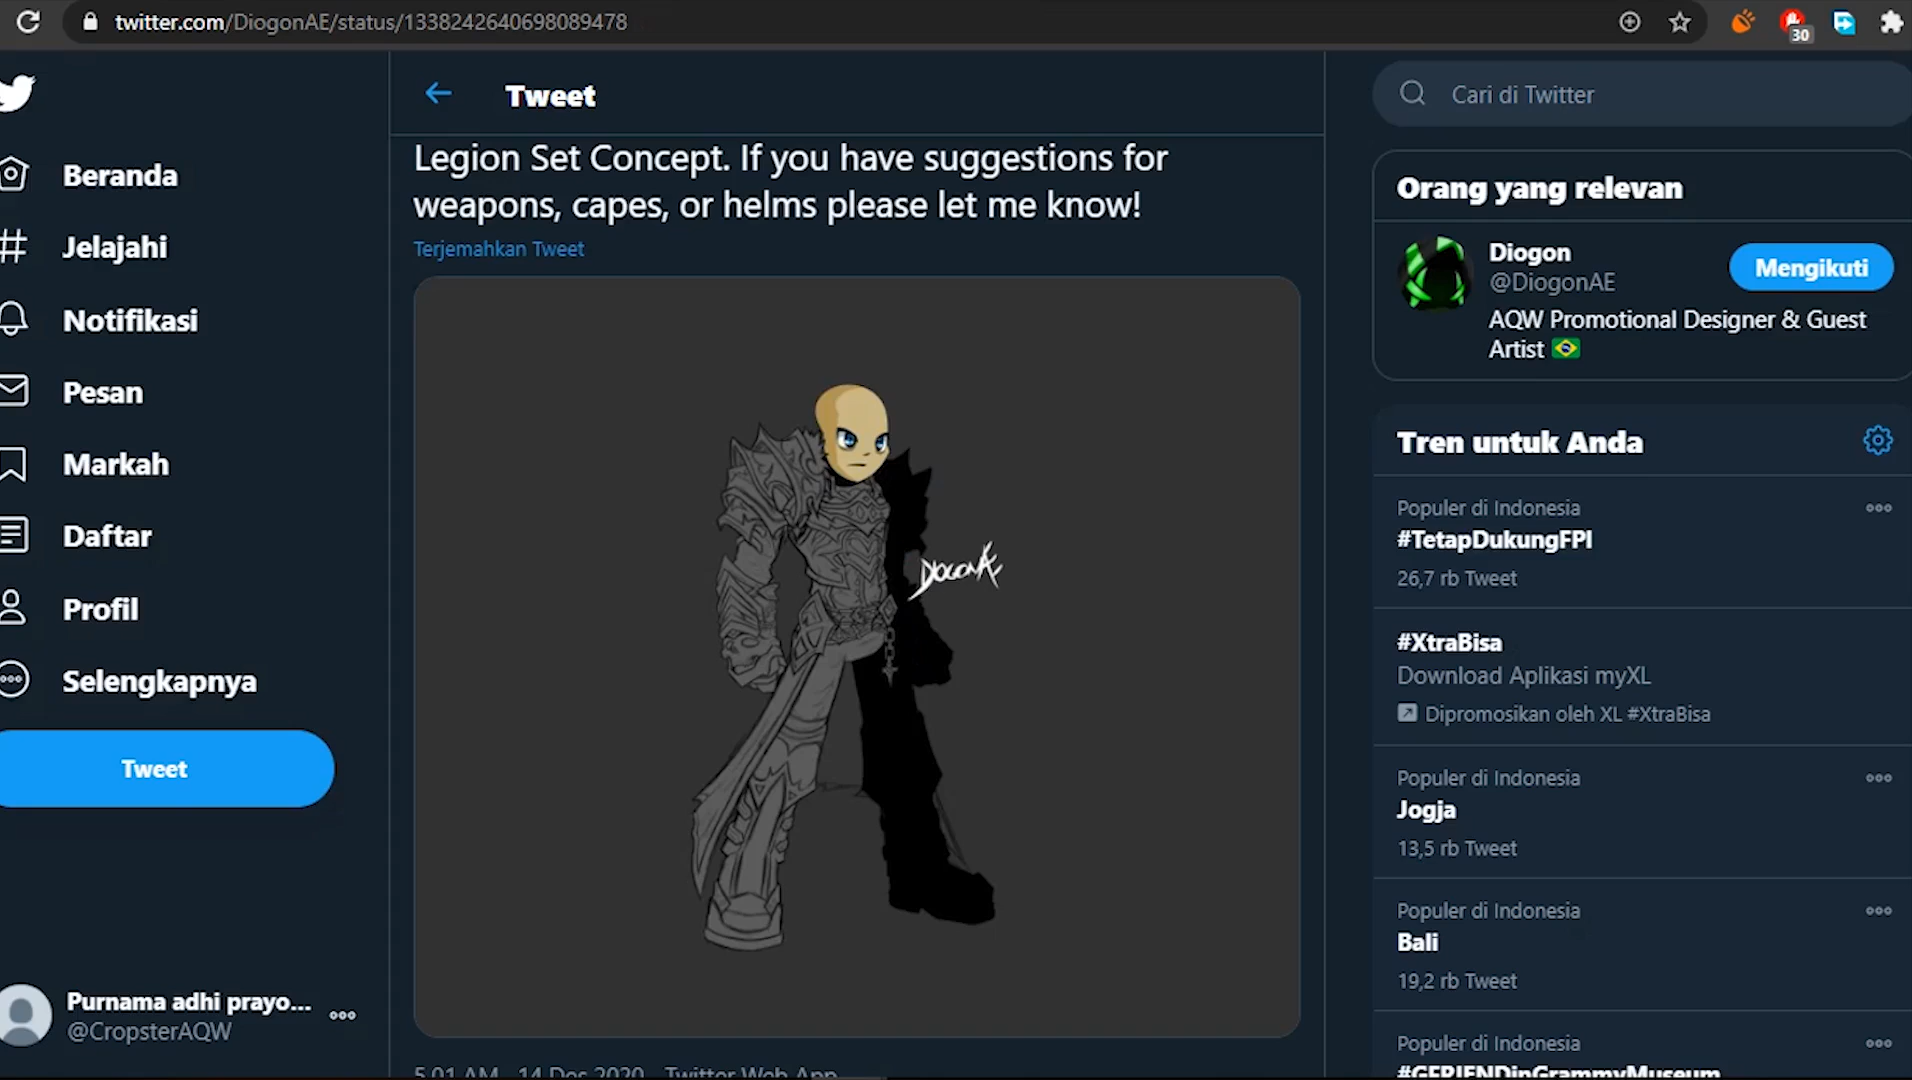 twitter.com/DiogonAE/status/1338242640698089478
30
Tweet
Cari di Twitter
Beranda
Jelajahi
Notifikasi
Pesan
Markah
Daftar
Profil
Selengkapnya
Tweet
Purnama adhi prayo...
@CropsterAQW
Legion Set Concept. If you have suggestions for
weapons, capes, or helms please let me know!
Terjemahkan Tweet
DIOGONAE
5.01 AM · 14 Des 2020 · Twitter Web App
Orang yang relevan
Diogon
@DiogonAE
Mengikuti
AQW Promotional Designer & Guest
Artist
Tren untuk Anda
Populer di Indonesia
#TetapDukungFPI
26,7 rb Tweet
#XtraBisa
Download Aplikasi myXL
Dipromosikan oleh XL #XtraBisa
Populer di Indonesia
Jogja
13,5 rb Tweet
Populer di Indonesia
Bali
19,2 rb Tweet
Populer di Indonesia
#GFRIENDinGrammyMuseum